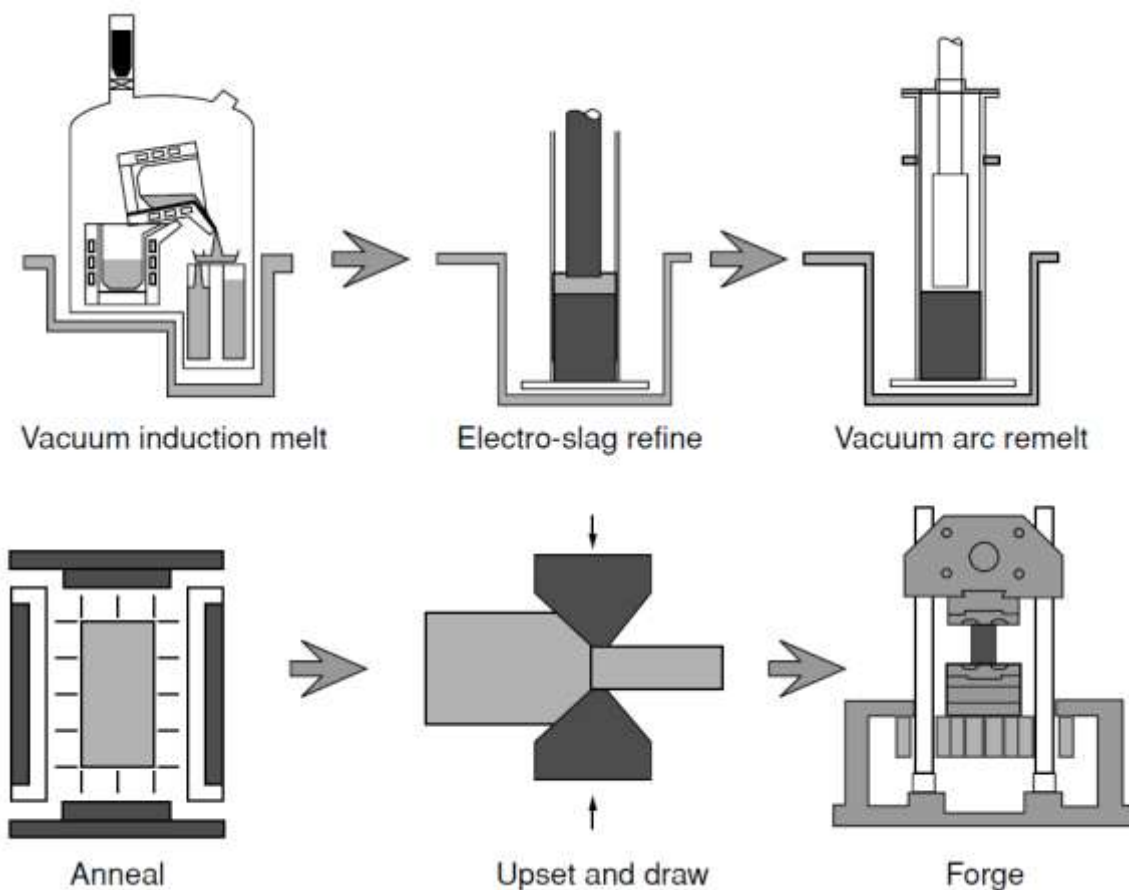 Vacuum induction melt
Electro-slag refine
Vacuum arc remelt
Anneal
Upset and draw
Forge